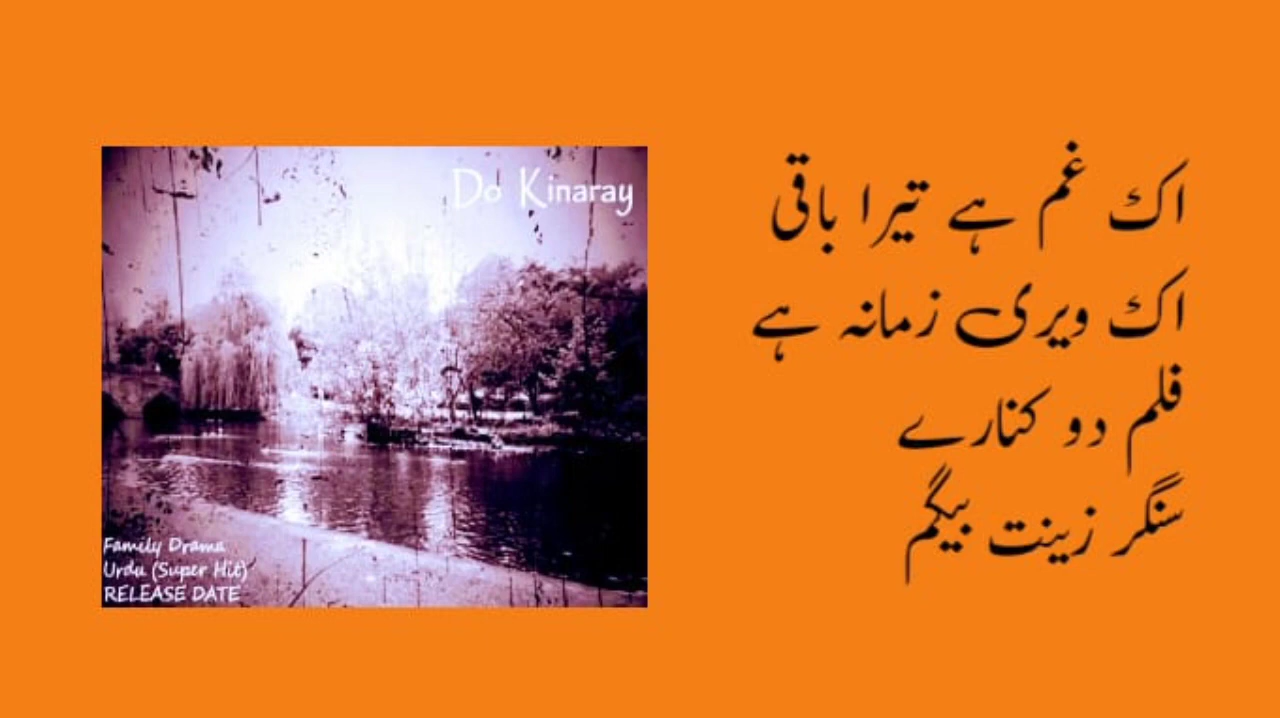 Do Kinaray
Family Drama
Urdu (Super Hit)
RELEASE DATE
اک غم ہے تیرا باقی
اک ویری زمانہ ہے
فلم دو کنارے
سنگر زینت بیگم